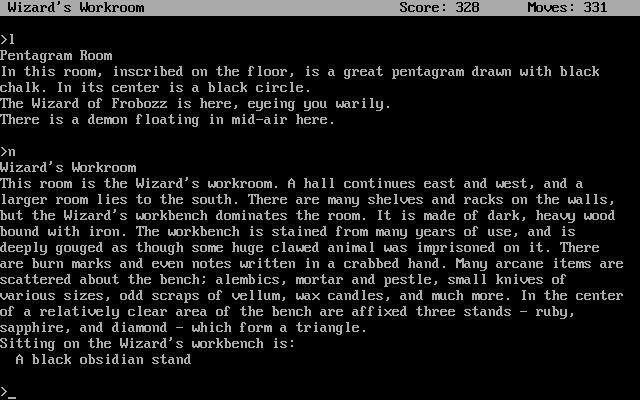 Wizard's Workroom Score: 328 Moves: 331
>l
Pentagram Room
In this room, inscribed on the floor, is a great pentagram drawn with black
chalk. In its center is a black circle.
The Wizard of Frobozz is here, eyeing you warily.
There is a demon floating in mid-air here.
>n
Wizard's Workroom
This room is the Wizard's workroom. A hall continues east and west, and a
larger room lies to the south. There are many shelves and racks on the walls,
but the Wizard's workbench dominates the room. It is made of dark, heavy wood
bound with iron. The workbench is stained from many years of use, and is
deeply gouged as though some huge clawed animal was imprisoned on it. There
are burn marks and even notes written in a crabbed hand. Many arcane items are
scattered about the bench; alembics, mortar and pestle, small knives of
various sizes, odd scraps of vellum, wax candles, and much more. In the center
of a relatively clear area of the bench are affixed three stands - ruby,
sapphire, and diamond - which form a triangle.
Sitting on the Wizard's workbench is:
A black obsidian stand
>_